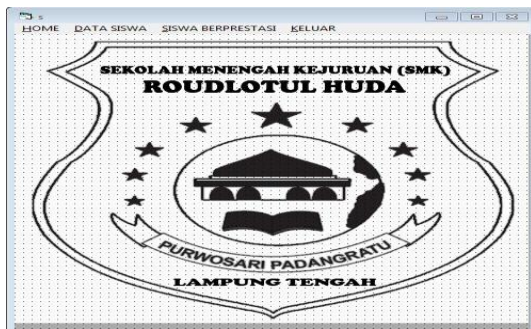 s
HOME DATA SISWA SISWA BERPRESTASI KELUAR
SEKOLAH MENENGAH KEJURUAN (SMK)
ROUDLOTUL HUDA
PURWOSARI PADANGRATU
LAMPUNG TENGAH